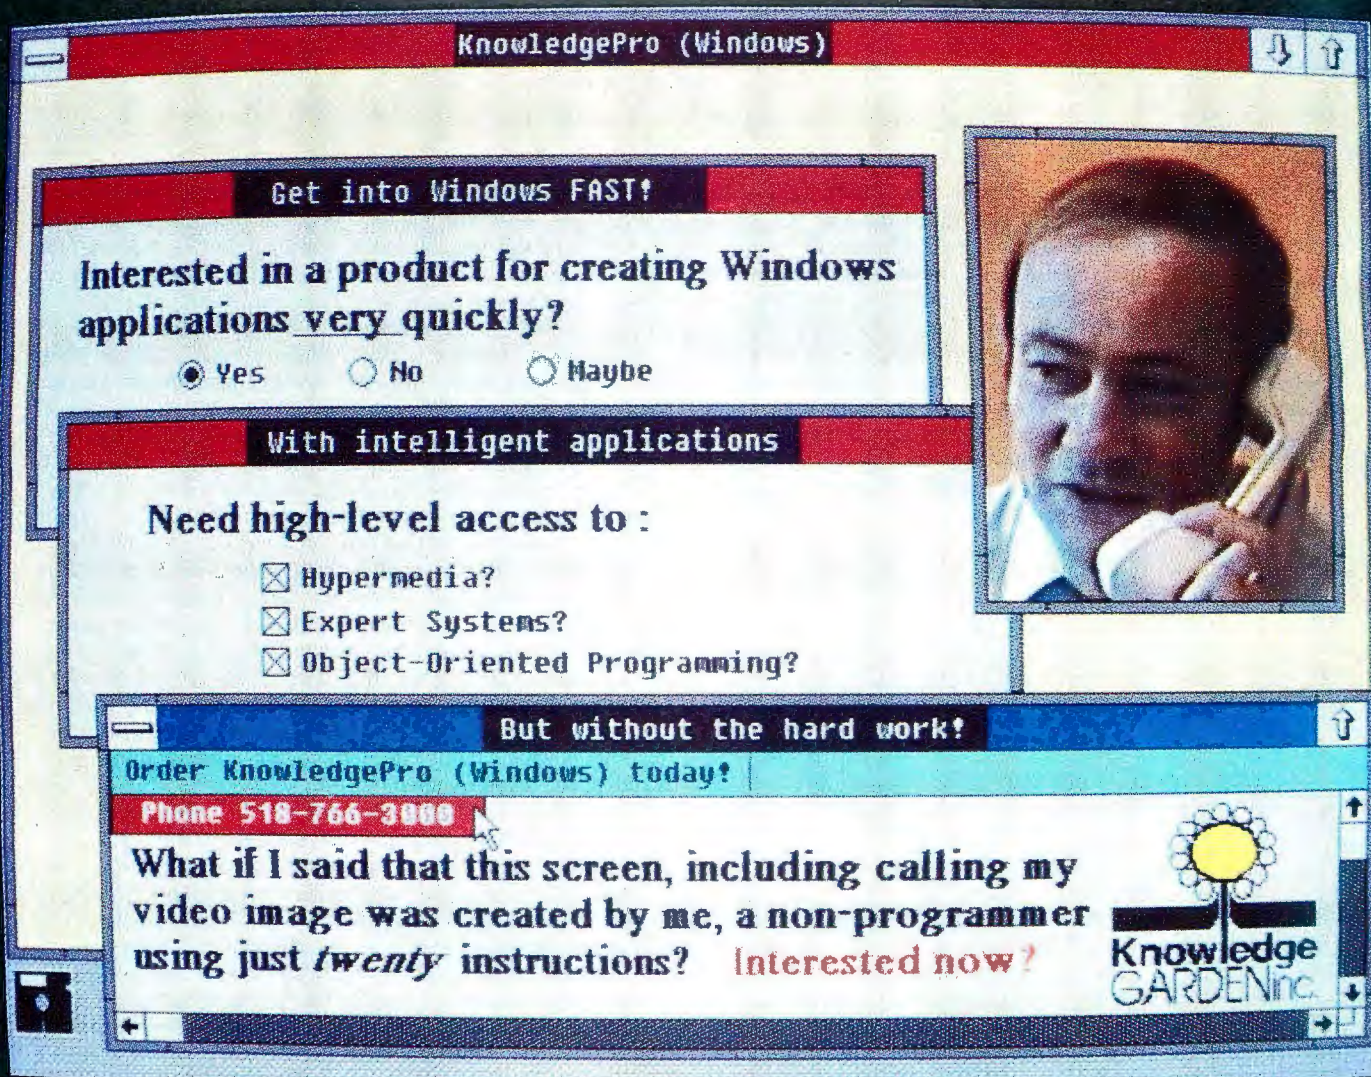 KnowledgePro (Windows)
Get into Windows FAST!
Interested in a product for creating Windows
applications very quickly?
Yes No Maybe
With intelligent applications
Need high-level access to :
Hypermedia?
Expert Systems?
Object-Oriented Programming?
But without the hard work!
Order KnowledgePro (Windows) today!
Phone 518-766-3000
What if I said that this screen, including calling my
video image was created by me, a non-programmer
using just twenty instructions? Interested now?
Knowledge
GARDEN inc.